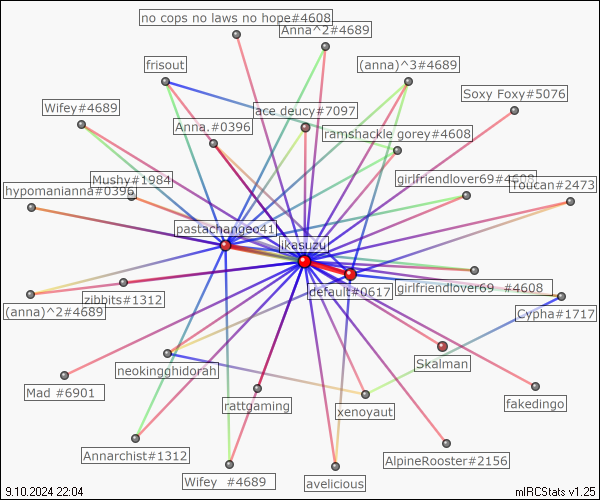 no cops no laws no hope#4608
Anna^2#4689
frisout
(anna)^3#4689
Soxy Foxy#5076
Wifey#4689
ace deucy#7097
Anna.#0396
ramshackle gorey#4608
Mushy#1984
girlfriendlover69#4608
hypomanianna#0396
Toucan#2473
pastachangeo41
ikasuzu
default#0617
girlfriendlover69 #4608
zibbits#1312
(anna)^2#4689
Cypha#1717
Skalman
neokingghidorah
Mad #6901
rattgaming
xenoyaut
fakedingo
Annarchist#1312
AlpineRooster#2156
Wifey #4689
avelicious
9.10.2024 22:04
mIRCStats v1.25